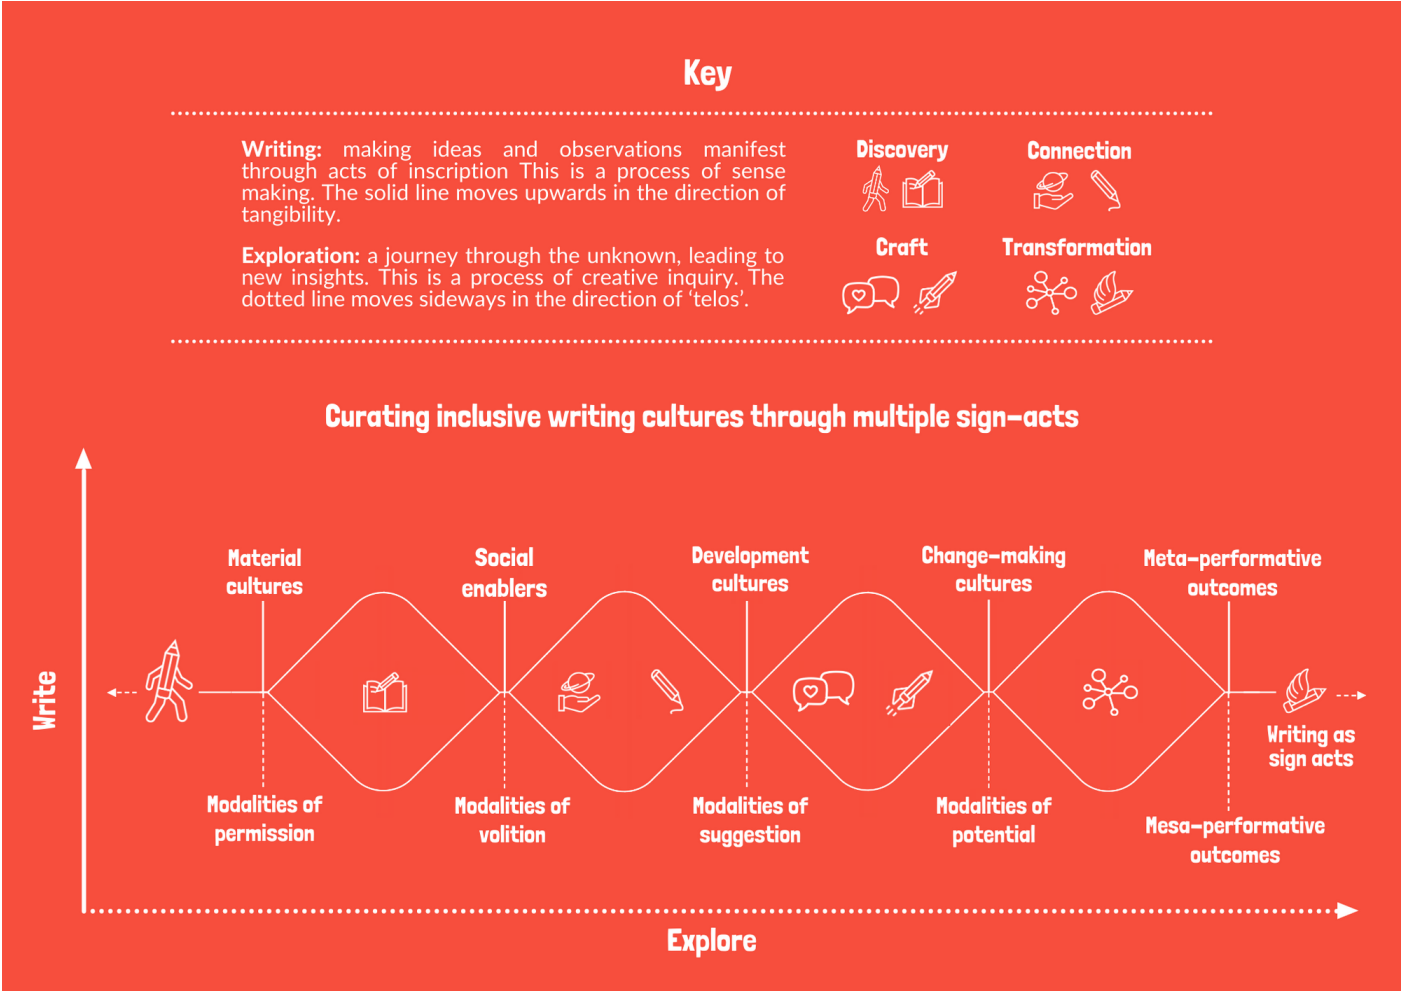 Key
Writing: making ideas and observations manifest
through acts of inscription This is a process of sense
making. The solid line moves upwards in the direction of
tangibility.
Exploration: a journey through the unknown, leading to
new insights. This is a process of creative inquiry. The
dotted line moves sideways in the direction of ‘telos’.
Discovery
Connection
Craft
Transformation
Curating inclusive writing cultures through multiple sign-acts
Write
Material
cultures
Social
enablers
Development
cultures
Change-making
cultures
Meta-performative
outcomes
Writing as
sign acts
Modalities of
permission
Modalities of
volition
Modalities of
suggestion
Modalities of
potential
Mesa-performative
outcomes
Explore